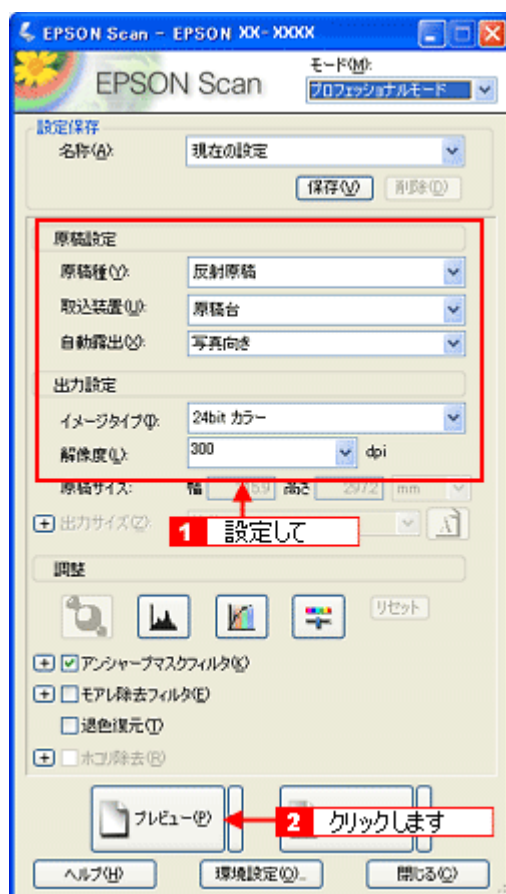 EPSON Scan - EPSON XX-XXXX
EPSON Scan
モード(M):
プロフェッショナルモード
設定保存
名称(A):
現在の設定
保存(V) 削除(D)
原稿設定
原稿種(Y): 反射原稿
取込装置(U): 原稿台
自動露出(X): 写真向き
出力設定
イメージタイプ(I): 24bit カラー
解像度(L): 300 dpi
原稿サイズ: 幅 高さ 297.2 mm
出力サイズ(Z):
1 設定して
調整
リセット
アンシャープマスクフィルタ(K)
モアレ除去フィルタ(E)
退色復元(T)
ホコリ除去(R)
プレビュー(P)
2 クリックします
ヘルプ(H) 環境設定(O)... 閉じる(C)